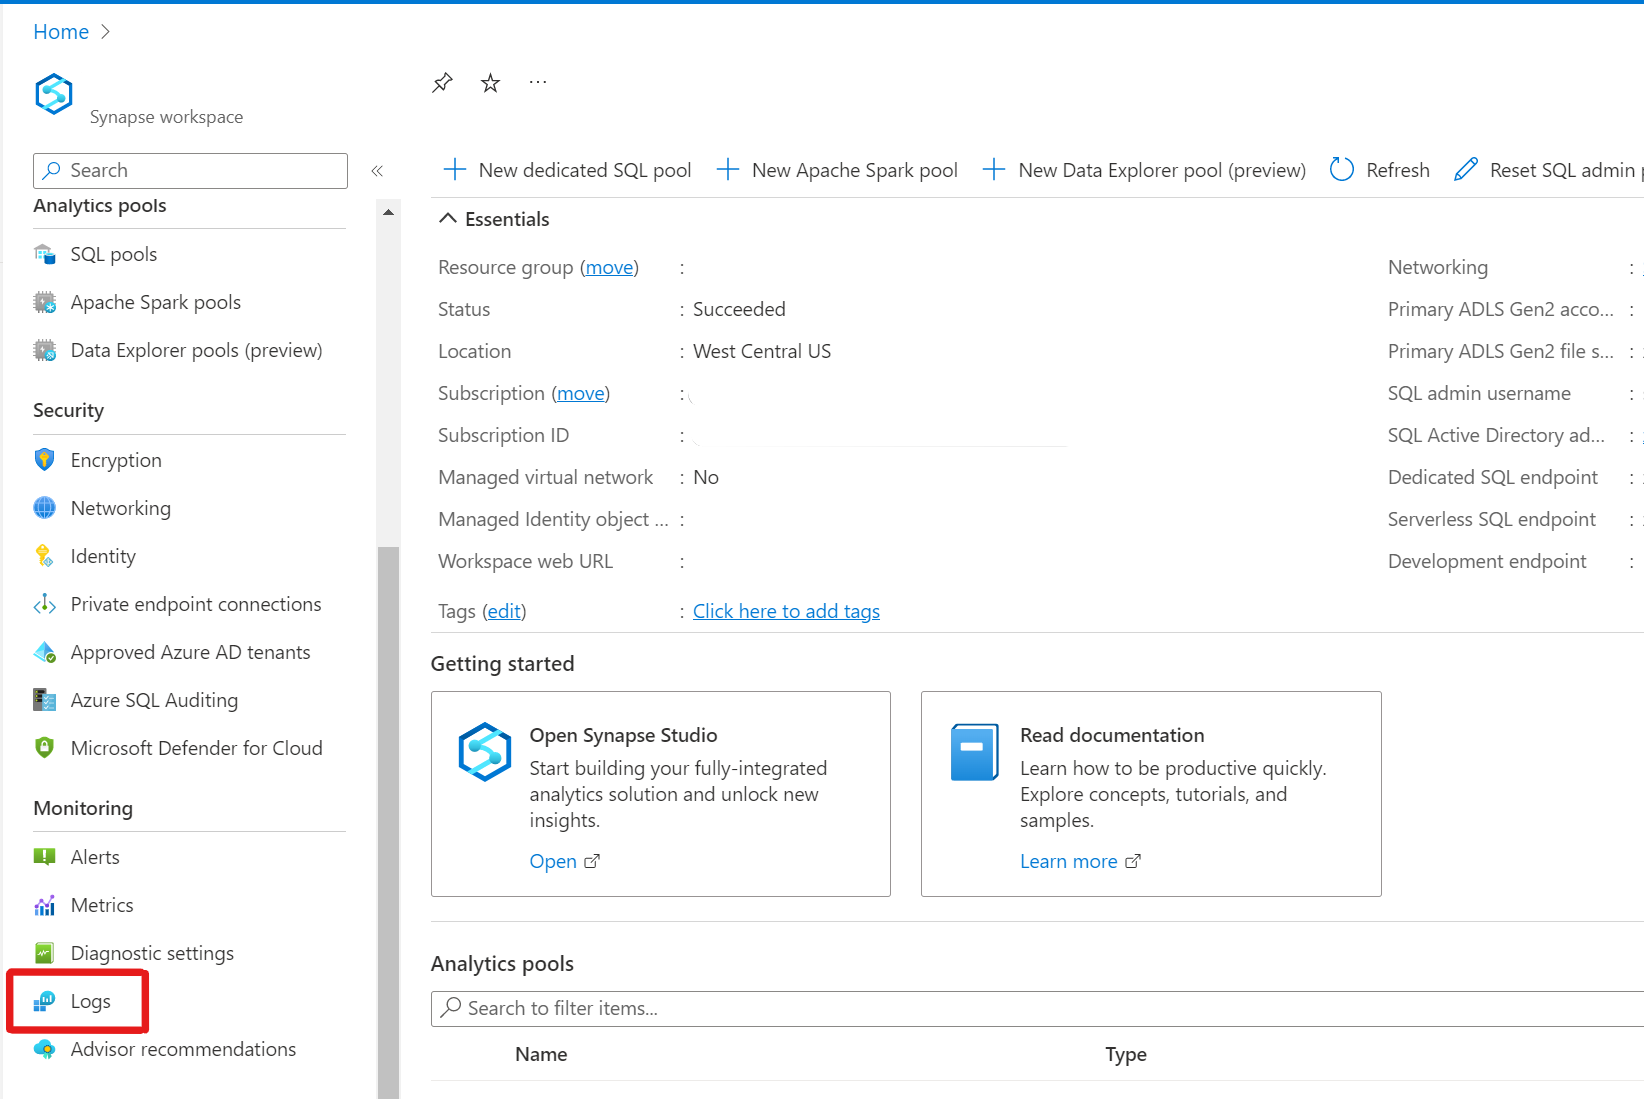 Home
Synapse workspace
Search
Analytics pools
SQL pools
Apache Spark pools
Data Explorer pools (preview)
Security
Encryption
Networking
Identity
Private endpoint connections
Approved Azure AD tenants
Azure SQL Auditing
Microsoft Defender for Cloud
Monitoring
Alerts
Metrics
Diagnostic settings
Logs
Advisor recommendations
New dedicated SQL pool
New Apache Spark pool
New Data Explorer pool (preview)
Refresh
Reset SQL admin p
Essentials
Resource group (move) :
Status : Succeeded
Location : West Central US
Subscription (move) :
Subscription ID :
Managed virtual network : No
Managed Identity object ... :
Workspace web URL :
Tags (edit) : Click here to add tags
Networking :
Primary ADLS Gen2 acco... :
Primary ADLS Gen2 file s... :
SQL admin username :
SQL Active Directory ad... :
Dedicated SQL endpoint :
Serverless SQL endpoint :
Development endpoint :
Getting started
Open Synapse Studio
Start building your fully-integrated
analytics solution and unlock new
insights.
Open
Read documentation
Learn how to be productive quickly.
Explore concepts, tutorials, and
samples.
Learn more
Analytics pools
Search to filter items...
Name Type